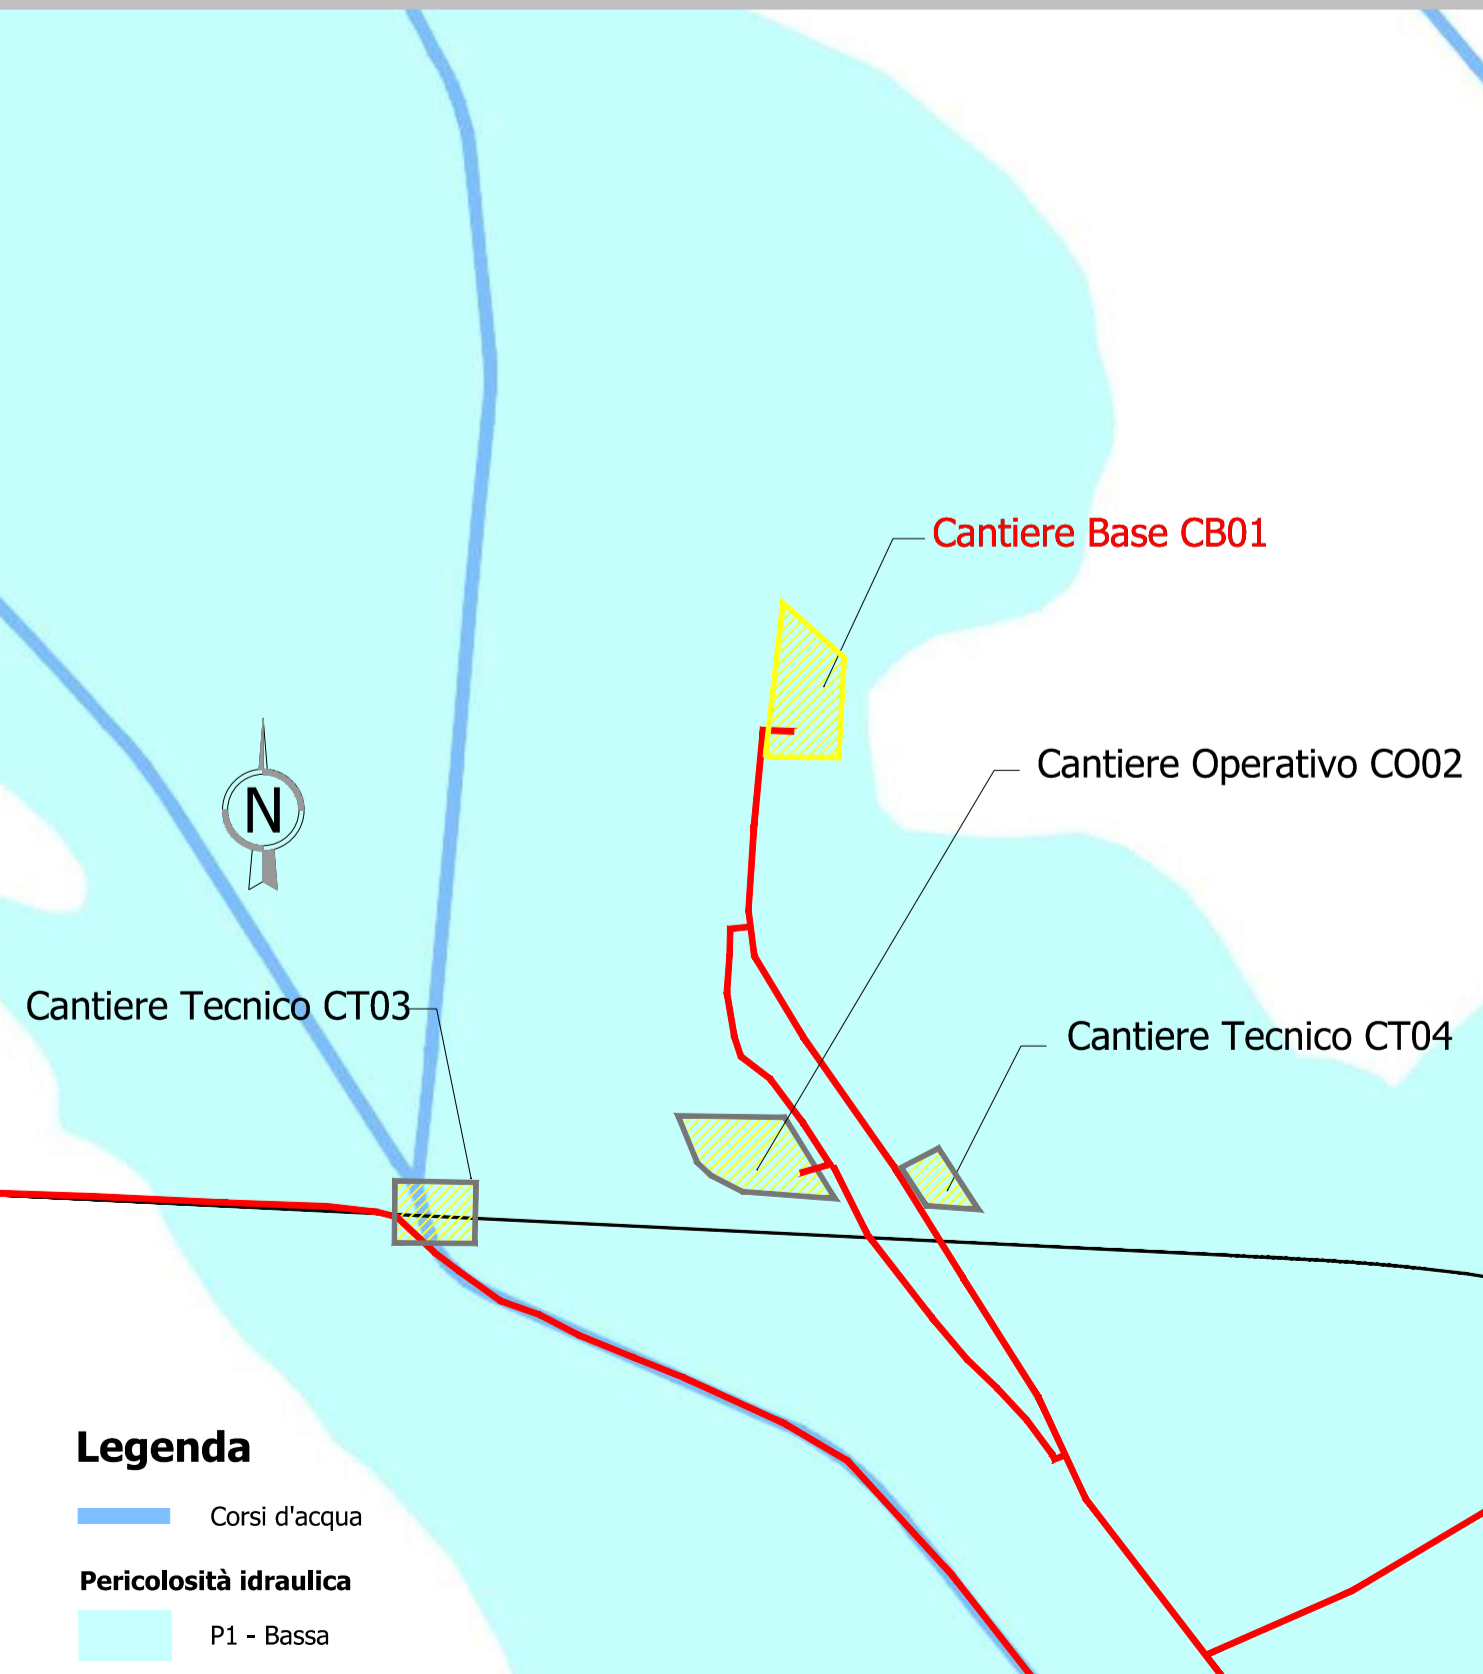 Cantiere Base CB01
Cantiere Operativo CO02
N
Cantiere Tecnico CT03
Cantiere Tecnico CT04
Legenda
Corsi d'acqua
Pericolosità idraulica
P1 - Bassa